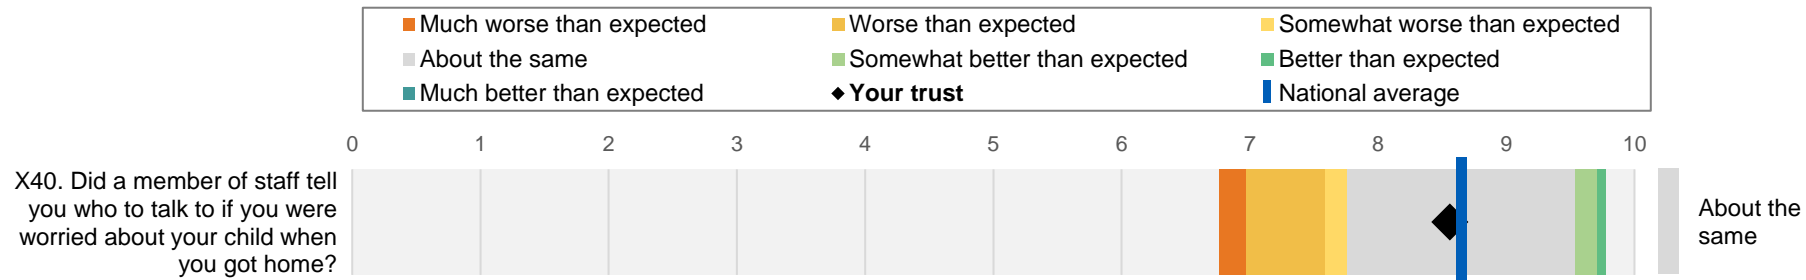 Much worse than expected
Worse than expected
Somewhat worse than expected
About the same
Somewhat better than expected
Better than expected
Much better than expected
Your trust
National average
0 1 2 3 4 5 6 7 8 9 10
X40. Did a member of staff tell
you who to talk to if you were
worried about your child when
you got home?
About the
same